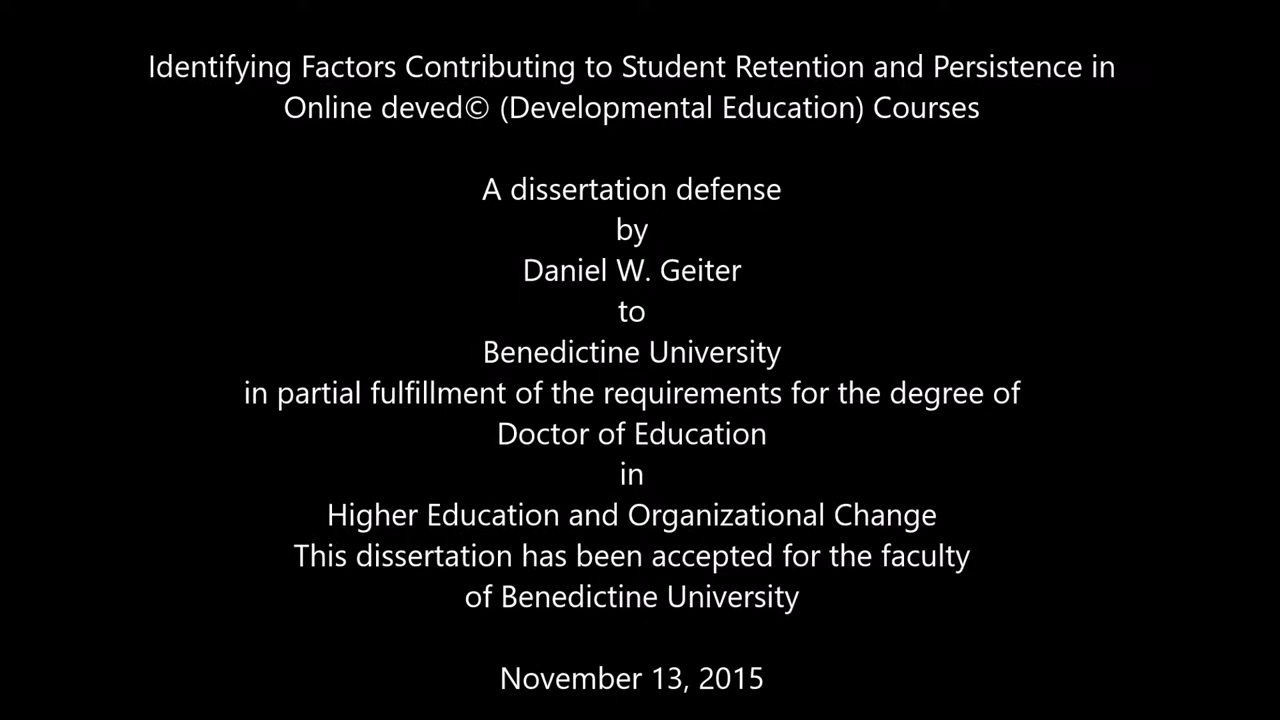 Identifying Factors Contributing to Student Retention and Persistence in
Online deved© (Developmental Education) Courses
A dissertation defense
by
Daniel W. Geiter
to
Benedictine University
in partial fulfillment of the requirements for the degree of
Doctor of Education
in
Higher Education and Organizational Change
This dissertation has been accepted for the faculty
of Benedictine University
November 13, 2015